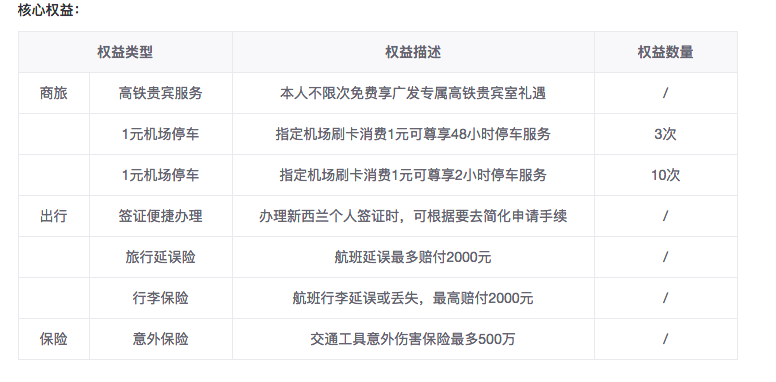 核心权益：
权益类型 权益描述 权益数量
商旅 高铁贵宾服务 本人不限次免费享广发专属高铁贵宾室礼遇 /
1元机场停车 指定机场刷卡消费1元可尊享48小时停车服务 3次
1元机场停车 指定机场刷卡消费1元可尊享2小时停车服务 10次
出行 签证便捷办理 办理新西兰个人签证时，可根据要去简化申请手续 /
旅行延误险 航班延误最多赔付2000元 /
行李保险 航班行李延误或丢失，最高赔付2000元 /
保险 意外保险 交通工具意外伤害保险最多500万 /